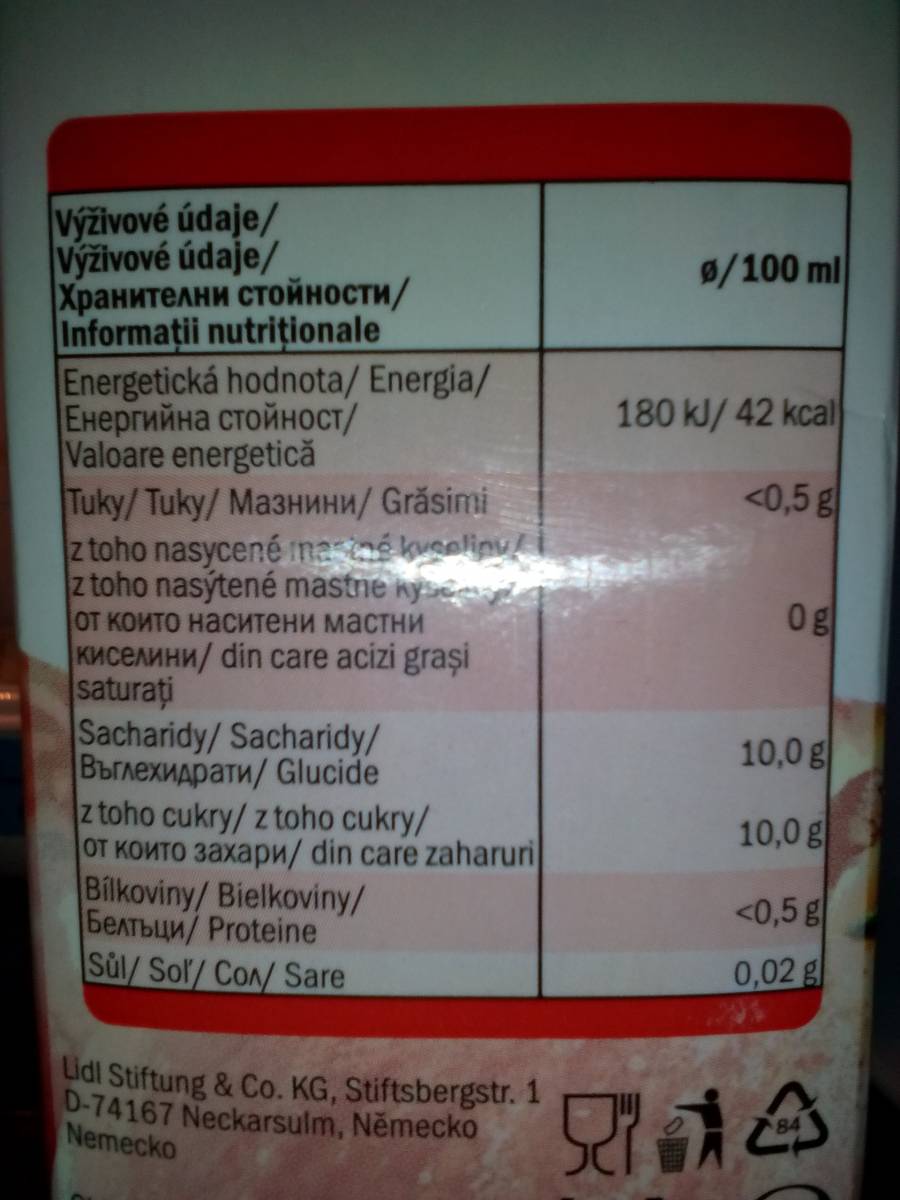 Výživové údaje/
Výživové údaje/
Хранителни стойности/
Informații nutriționale
ø/100 ml
Energetická hodnota/ Energia/
Енергийна стойност/
Valoare energetică
180 kJ/ 42 kcal
Tuky/ Tuky/ Мазнини/ Grăsimi
<0,5 g
z toho nasycené mastné kyseliny/
z toho nasýtené mastné
от които наситени мастни
киселини/ din care acizi grași
saturați
0 g
Sacharidy/ Sacharidy/
Въглехидрати/ Glucide
10,0 g
z toho cukry/ z toho cukry/
от които захари/ din care zaharuri
10,0 g
Bílkoviny/ Bielkoviny/
Белтъци/ Proteine
<0,5 g
Sůl/ Soľ/ Сол/ Sare
0,02 g
Lidl Stiftung & Co. KG, Stiftsbergstr. 1
D-74167 Neckarsulm, Německo
Nemecko
84